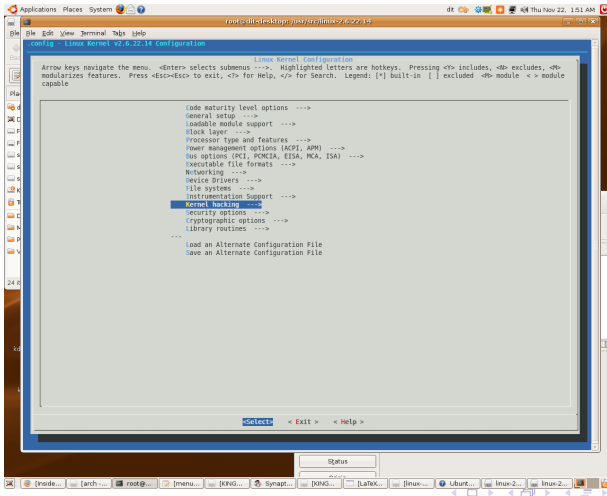 Applications Places System
dit
Thu Nov 22, 1:51 AM
root@dit-desktop: /usr/src/linux-2.6.22.14
File Edit View Terminal Tabs Help
.config - Linux Kernel v2.6.22.14 Configuration
Linux Kernel Configuration
Arrow keys navigate the menu. <Enter> selects submenus --->. Highlighted letters are hotkeys. Pressing <Y> includes, <N> excludes, <M>
modularizes features. Press <Esc><Esc> to exit, <?> for Help, </> for Search. Legend: [*] built-in [ ] excluded <M> module < > module
capable
Code maturity level options --->
General setup --->
Loadable module support --->
Block layer --->
Processor type and features --->
Power management options (ACPI, APM) --->
Bus options (PCI, PCMCIA, EISA, MCA, ISA) --->
Executable file formats --->
Networking --->
Device Drivers --->
File systems --->
Instrumentation Support --->
Kernel hacking --->
Security options --->
Cryptographic options --->
Library routines --->
---
Load an Alternate Configuration File
Save an Alternate Configuration File
<Select> < Exit > < Help >
Status
[Inside... [arch -... root@... [menu... [KING... Synapt... [KING... [LaTeX... [linux-... Ubunt... linux-2... linux-2...